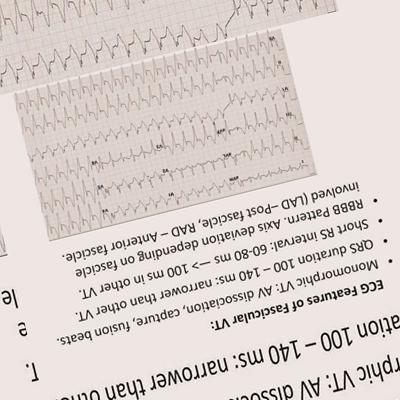 rphic VT: AV dissoc
ation 100 – 140 ms: narrower than oth
T.
e
le
ECG Features of Fascicular VT:
• Monomorphic VT: AV dissociation, capture, fusion beats.
• QRS duration 100 – 140 ms: narrower than other VT.
• Short RS interval: 60-80 ms —> 100 ms in other VT.
• RBBB Pattern. Axis deviation depending on fascicle
involved (LAD –Post fascicle, RAD – Anterior fascicle.